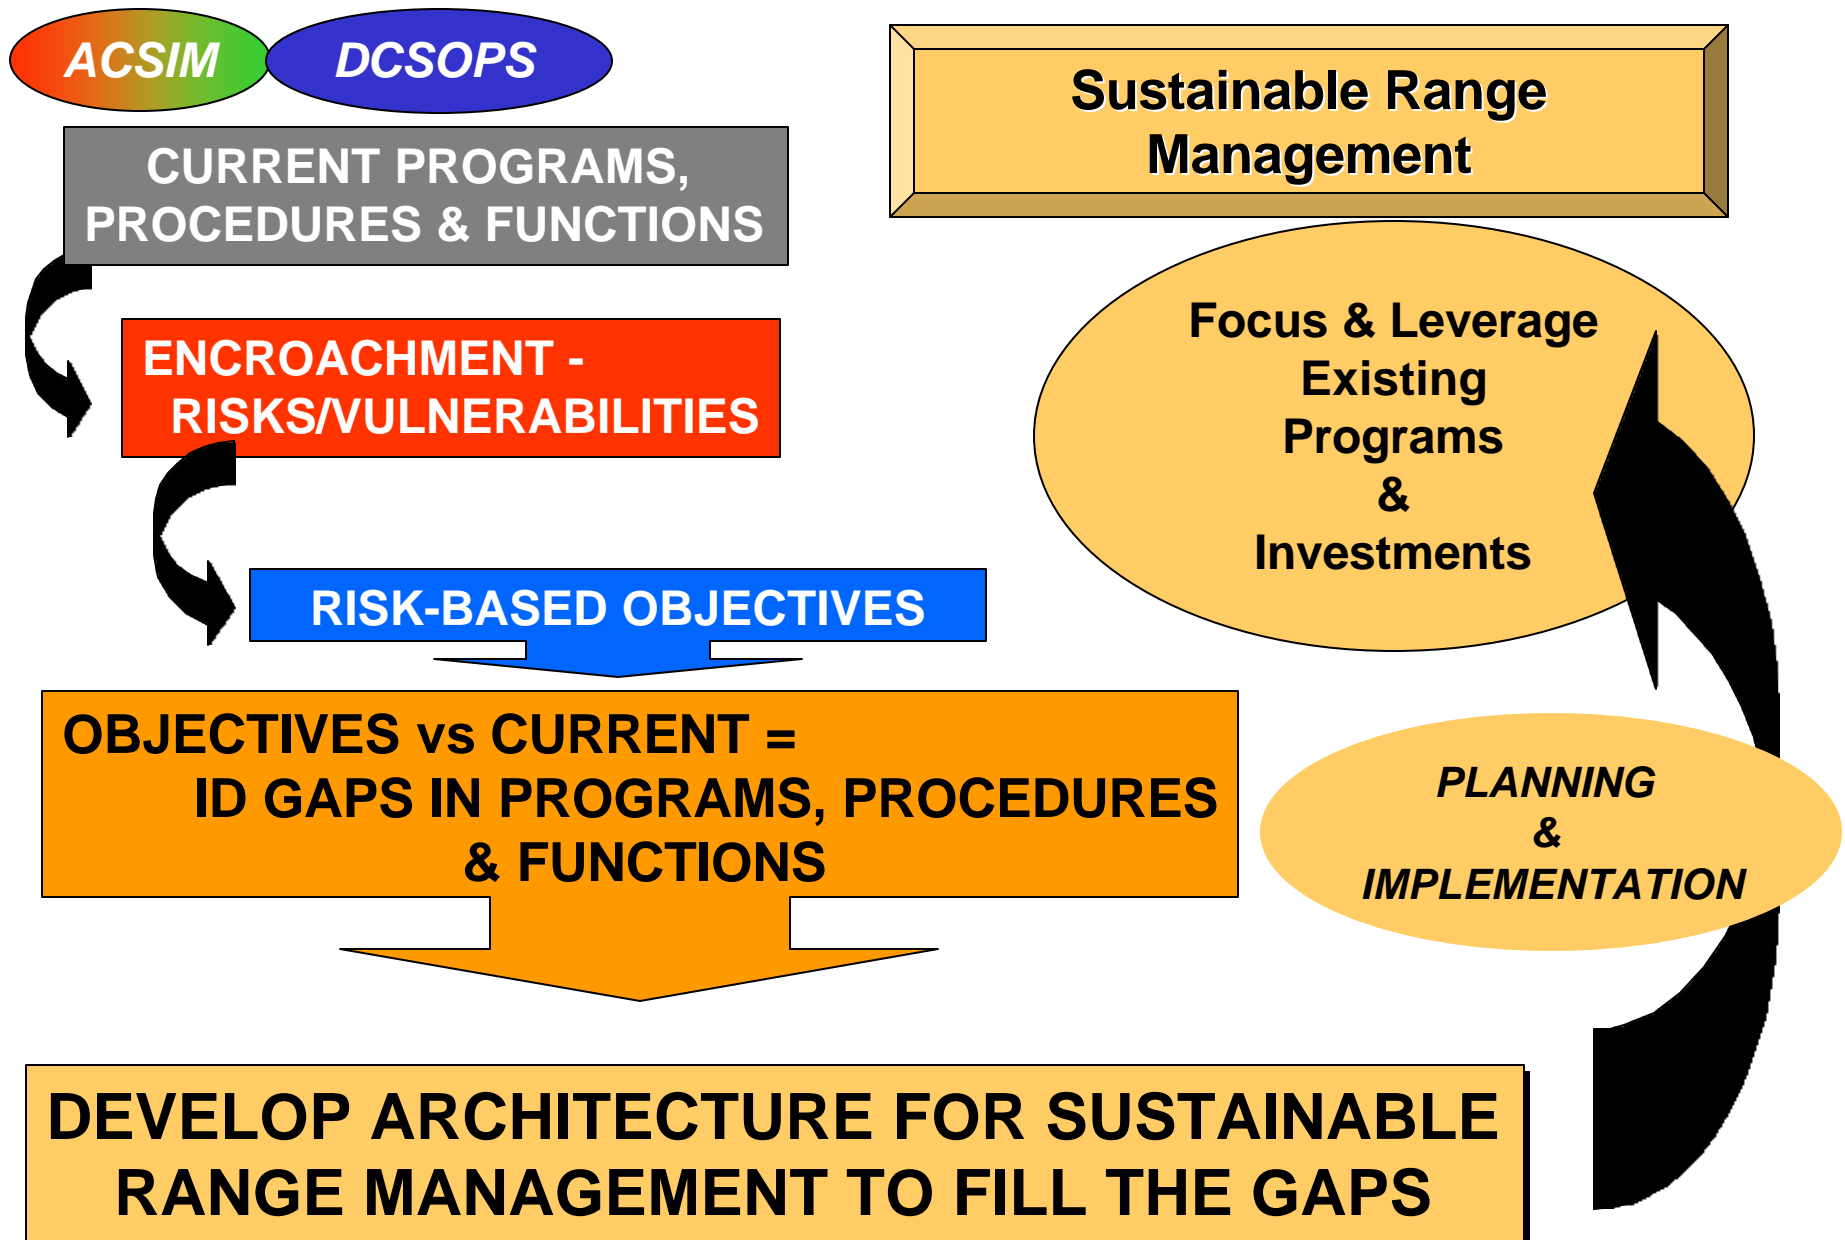 ACSIM
DCSOPS
CURRENT PROGRAMS,
PROCEDURES & FUNCTIONS
ENCROACHMENT -
RISKS/VULNERABILITIES
RISK-BASED OBJECTIVES
OBJECTIVES vs CURRENT =
ID GAPS IN PROGRAMS, PROCEDURES
& FUNCTIONS
DEVELOP ARCHITECTURE FOR SUSTAINABLE
RANGE MANAGEMENT TO FILL THE GAPS
Sustainable Range
Management
Focus & Leverage
Existing
Programs
&
Investments
PLANNING
&
IMPLEMENTATION